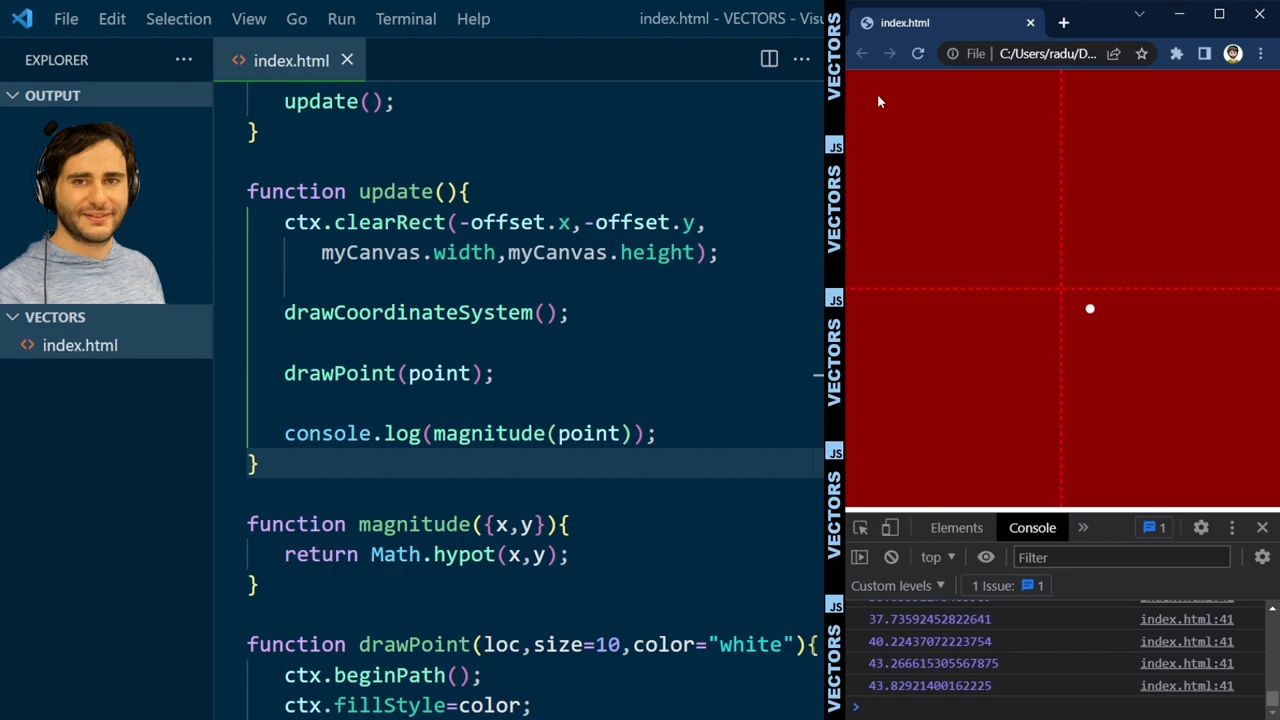 File Edit Selection View Go Run Terminal Help
index.html - VECTORS - Visu
EXPLORER
index.html
OUTPUT
VECTORS
index.html
update();
}
function update(){
ctx.clearRect(-offset.x,-offset.y,
myCanvas.width,myCanvas.height);
drawCoordinateSystem();
drawPoint(point);
console.log(magnitude(point));
}
function magnitude({x,y}){
return Math.hypot(x,y);
}
function drawPoint(loc,size=10,color="white"){
ctx.beginPath();
ctx.fillStyle=color;
VECTORS
JS
VECTORS
JS
VECTORS
JS
VECTORS
JS
VECTORS
index.html
File C:/Users/radu/D...
Elements Console 1
top Filter
Custom levels 1 Issue: 1
index.html:41
37.73592452822641 index.html:41
40.22437072223754 index.html:41
43.266615305567875 index.html:41
43.82921400162225 index.html:41